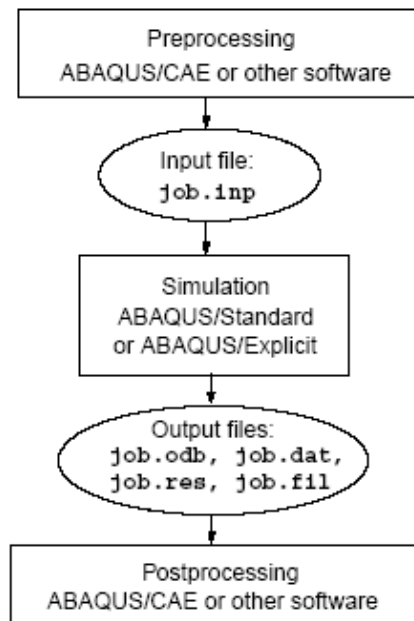 Preprocessing
ABAQUS/CAE or other software
Input file:
job.inp
Simulation
ABAQUS/Standard
or ABAQUS/Explicit
Output files:
job.odb, job.dat,
job.res, job.fil
Postprocessing
ABAQUS/CAE or other software